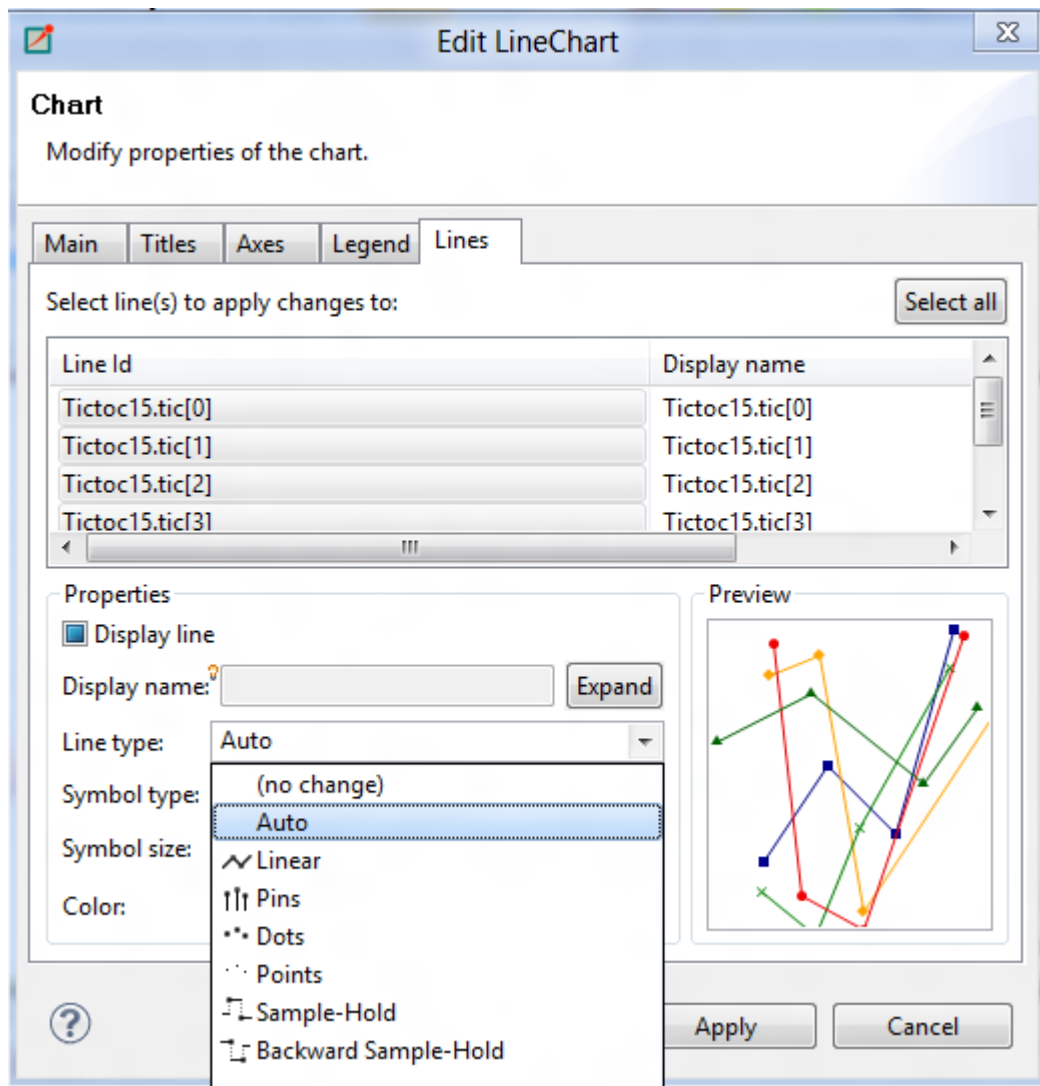 Edit LineChart
Chart
Modify properties of the chart.
Main Titles Axes Legend Lines
Select line(s) to apply changes to: Select all
Line Id Display name
Tictoc15.tic[0] Tictoc15.tic[0]
Tictoc15.tic[1] Tictoc15.tic[1]
Tictoc15.tic[2] Tictoc15.tic[2]
Tictoc15.tic[3] Tictoc15.tic[3]
Properties Preview
Display line
Display name: Expand
Line type: Auto
Symbol type: (no change)
Auto
Symbol size: Linear
Color: Pins
Dots
Points
Sample-Hold
Apply Cancel
Backward Sample-Hold